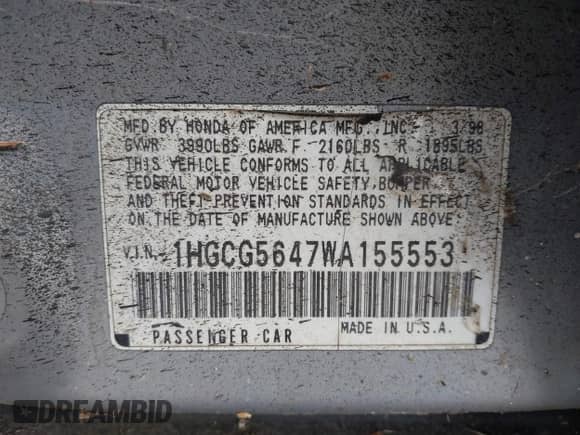 MFD BY HONDA OF AMERICA MFG.,INC. 3/98
GVWR 3990LBS GAWR F 2160LBS R 1895LBS
THIS VEHICLE CONFORMS TO ALL APPLICABLE
FEDERAL MOTOR VEHICLE SAFETY, BUMPER,
AND THEFT PREVENTION STANDARDS IN EFFECT
ON THE DATE OF MANUFACTURE SHOWN ABOVE.
V.I.N. 1HGCG5647WA155553
PASSENGER CAR MADE IN U.S.A.
DREAMBID